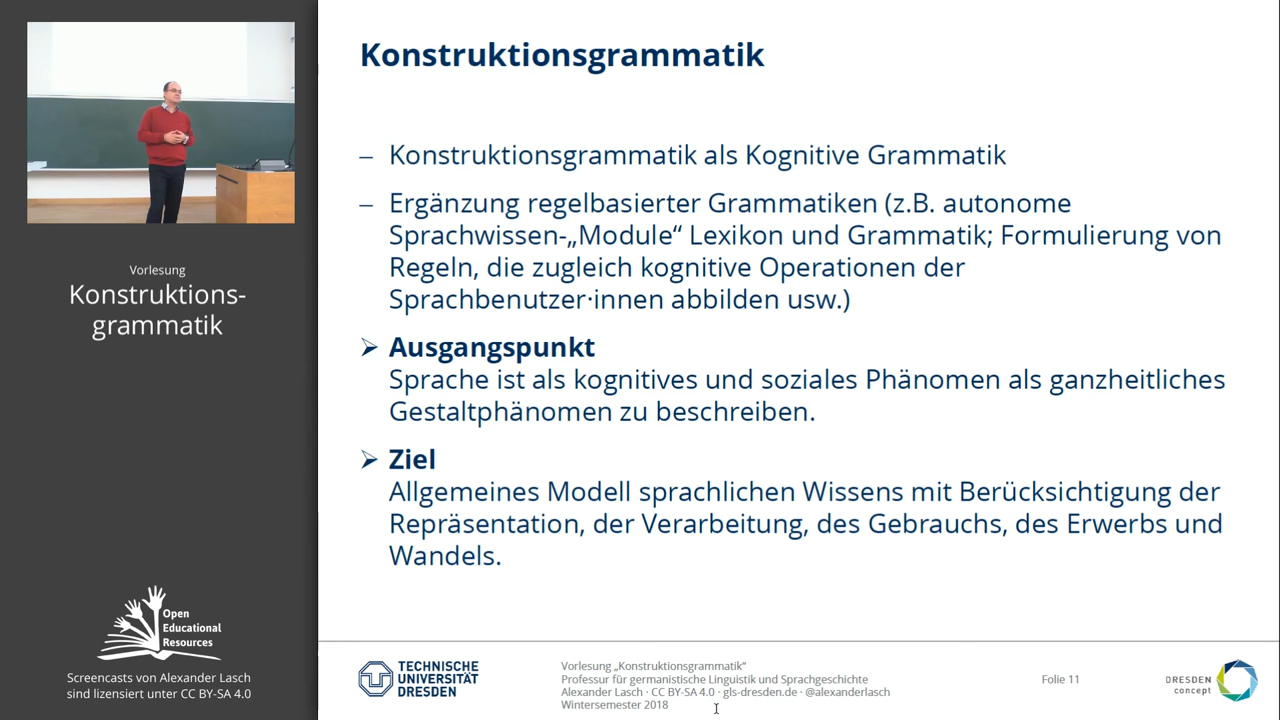 Vorlesung
Konstruktions-
grammatik
Open
Educational
Resources
Screencasts von Alexander Lasch
sind lizensiert unter CC BY-SA 4.0
Konstruktionsgrammatik
– Konstruktionsgrammatik als Kognitive Grammatik
– Ergänzung regelbasierter Grammatiken (z.B. autonome
Sprachwissen-„Module“ Lexikon und Grammatik; Formulierung von
Regeln, die zugleich kognitive Operationen der
Sprachbenutzer·innen abbilden usw.)
➢ Ausgangspunkt
Sprache ist als kognitives und soziales Phänomen als ganzheitliches
Gestaltphänomen zu beschreiben.
➢ Ziel
Allgemeines Modell sprachlichen Wissens mit Berücksichtigung der
Repräsentation, der Verarbeitung, des Gebrauchs, des Erwerbs und
Wandels.
TECHNISCHE
UNIVERSITÄT
DRESDEN
Vorlesung „Konstruktionsgrammatik“
Professur für germanistische Linguistik und Sprachgeschichte
Alexander Lasch · CC BY-SA 4.0 · gls-dresden.de · @alexanderlasch
Wintersemester 2018
Folie 11
DRESDEN
concept